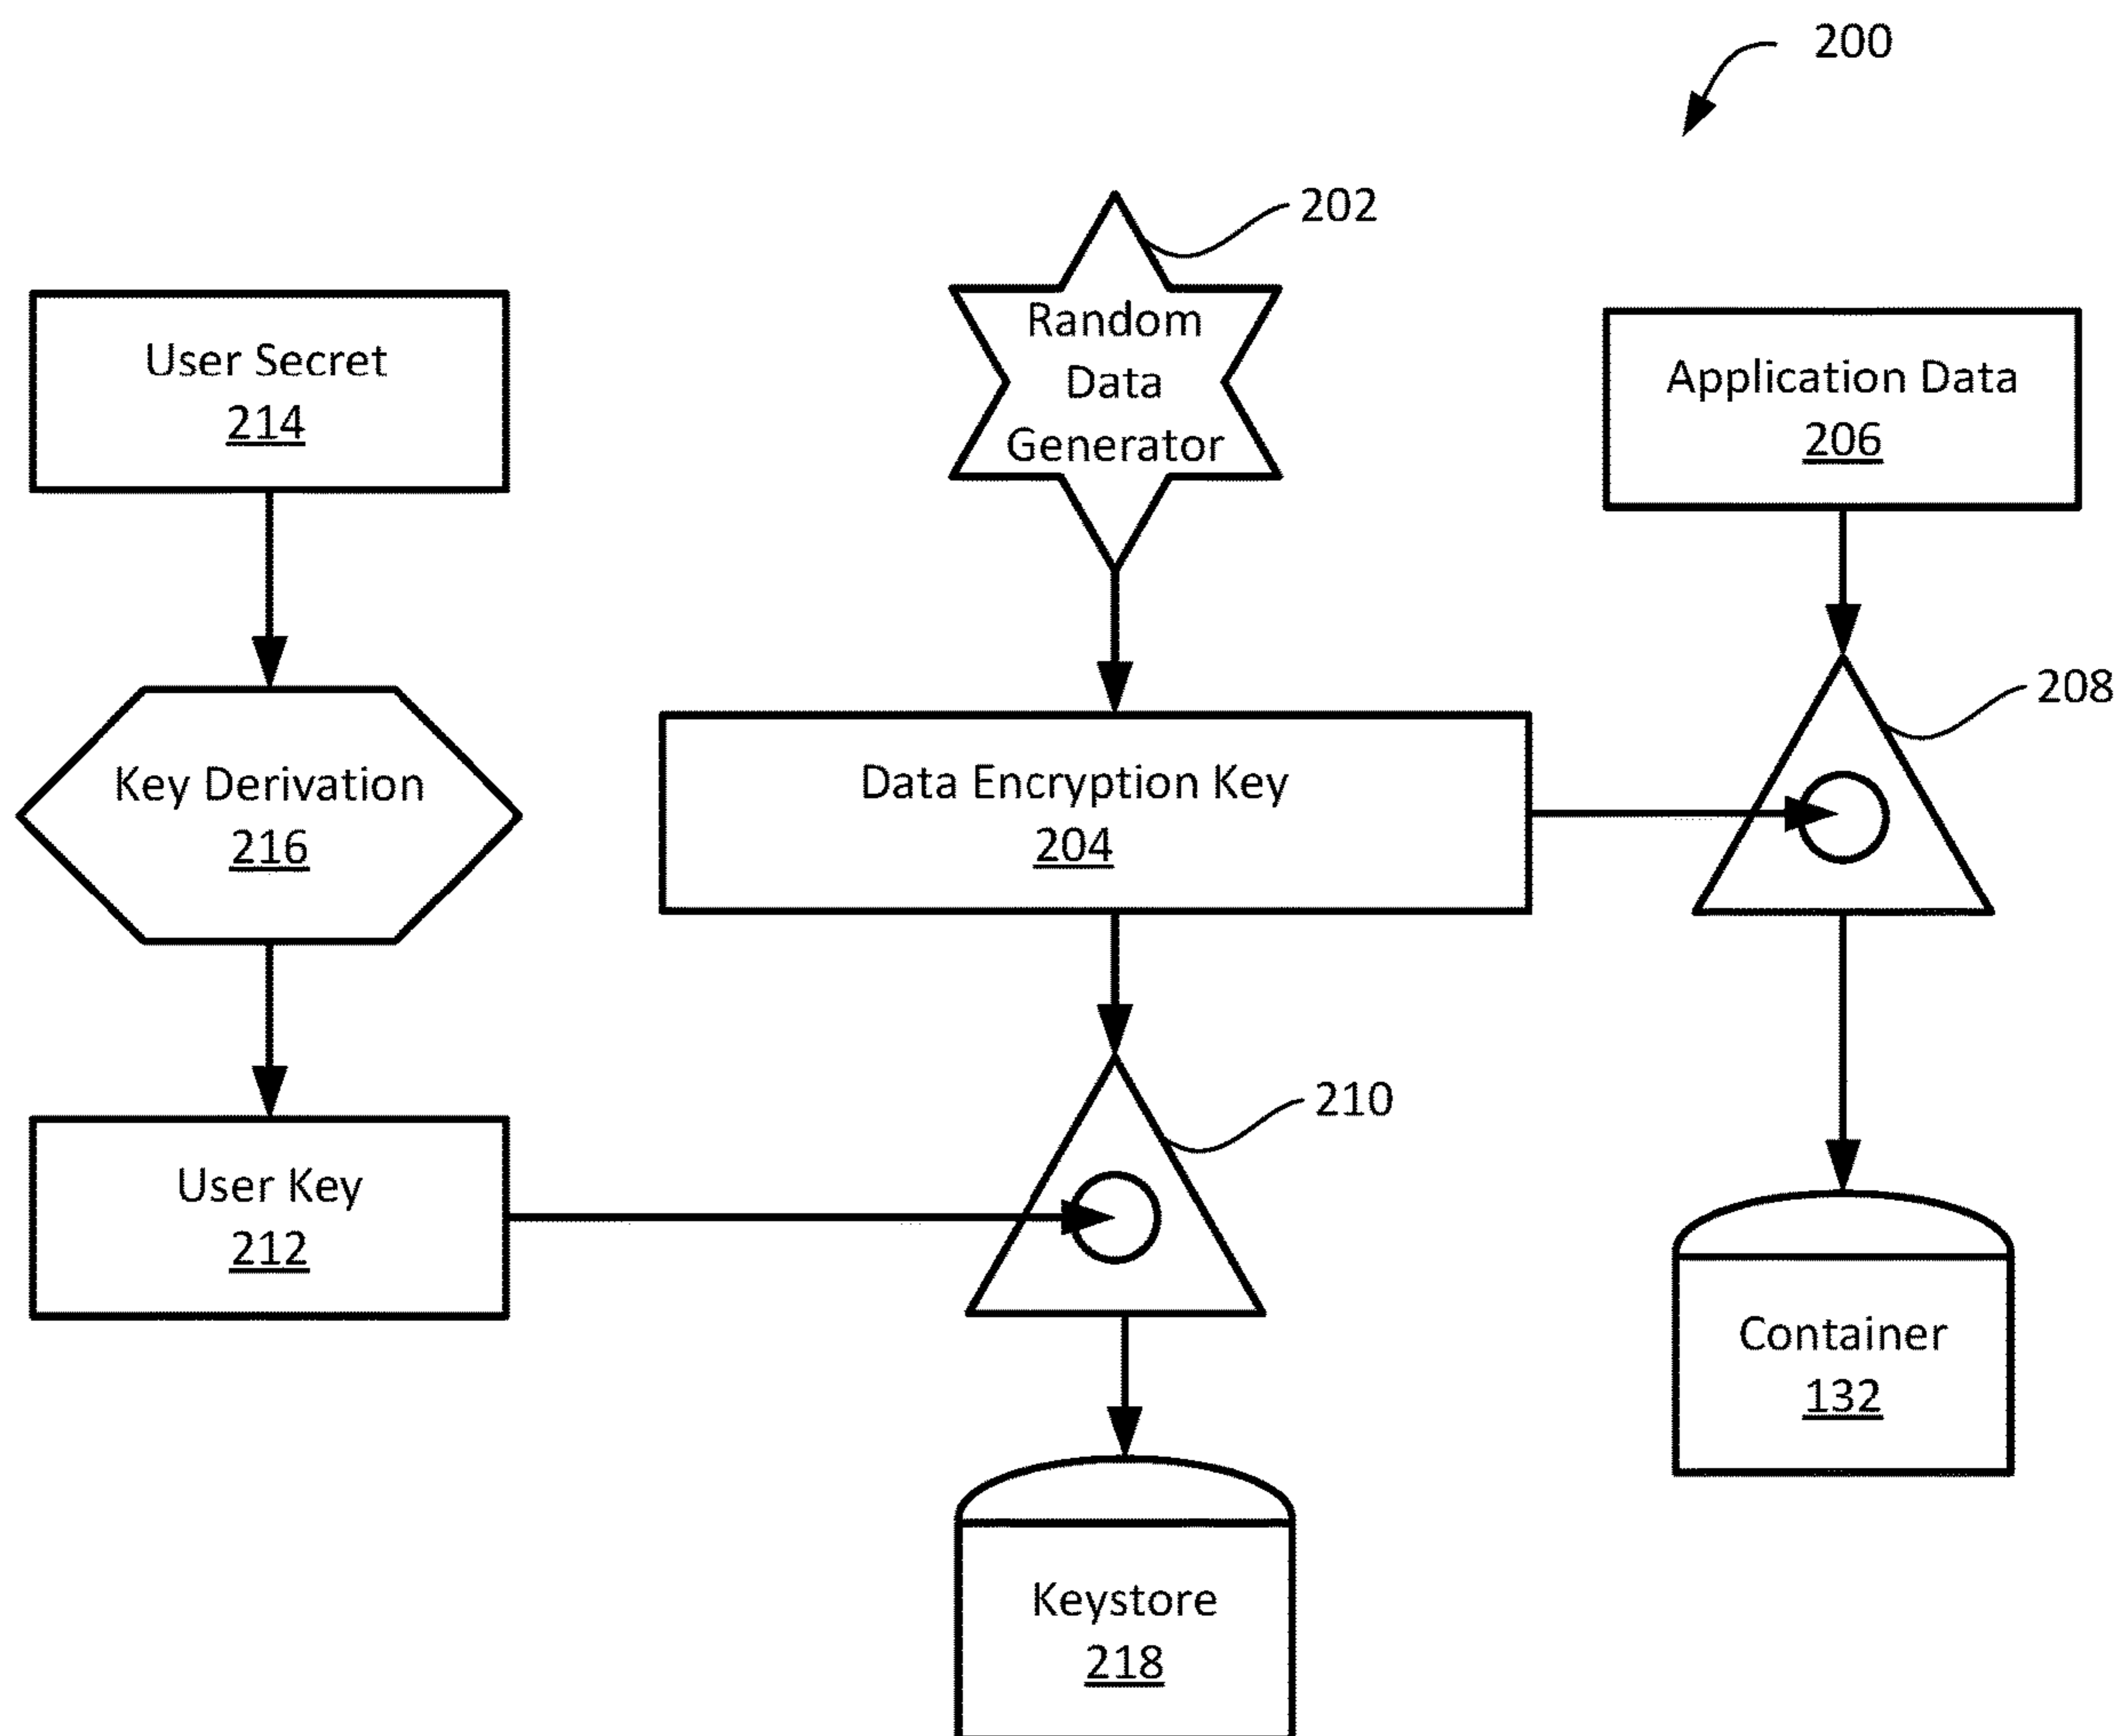 200
202
User Secret
214
Random
Data
Generator
Application Data
206
208
Key Derivation
216
Data Encryption Key
204
210
User Key
212
Container
132
Keystore
218